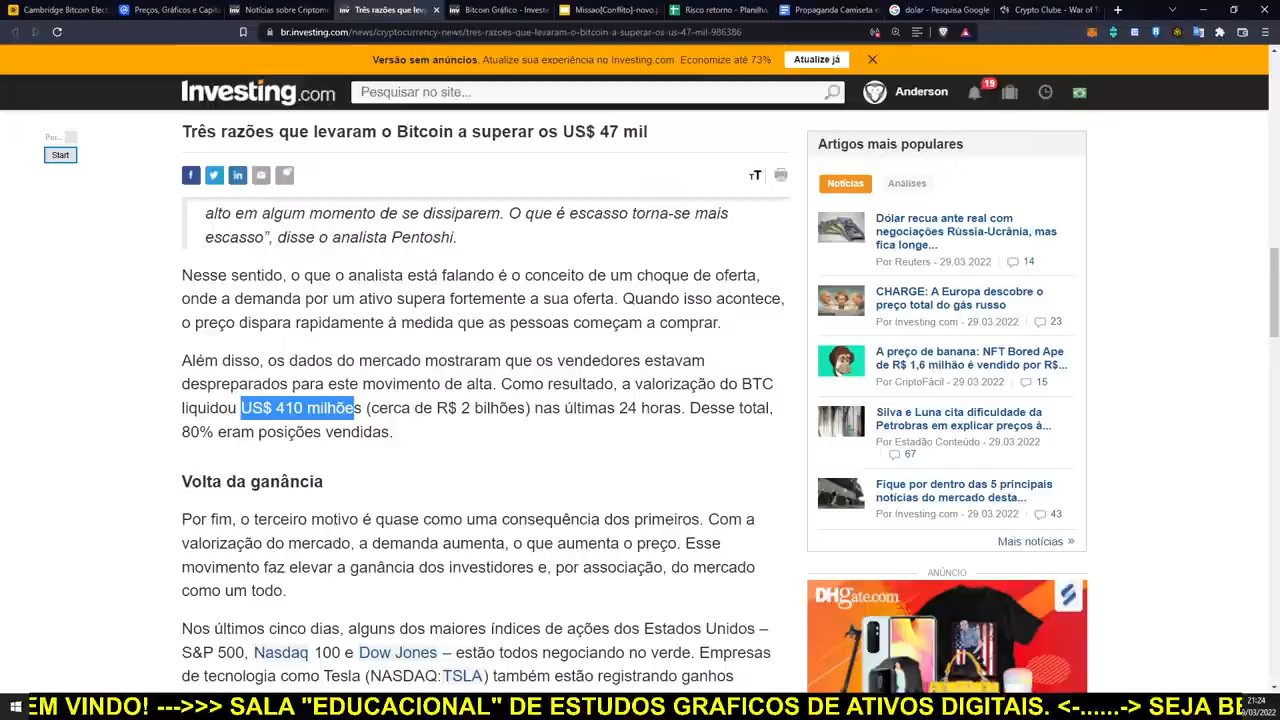 Cambridge Bitcoin Elect
Preços, Gráficos e Capita
Notícias sobre Criptome
Três razões que leva
Bitcoin Gráfico - Investe
Missao[Conflito]-novo.p
Risco retorno - Planilha
Propaganda Camiseta e
dolar - Pesquisa Google
Crypto Clube - War of T
br.investing.com/news/cryptocurrency-news/tres-razoes-que-levaram-o-bitcoin-a-superar-os-us-47-mil-986386
Versão sem anúncios. Atualize sua experiência no Investing.com. Economize até 73%
Atualize já
Investing.com
Pesquisar no site...
Anderson
19
Pos...
Start
Três razões que levaram o Bitcoin a superar os US$ 47 mil
TT
alto em algum momento de se dissiparem. O que é escasso torna-se mais
escasso”, disse o analista Pentoshi.
Nesse sentido, o que o analista está falando é o conceito de um choque de oferta,
onde a demanda por um ativo supera fortemente a sua oferta. Quando isso acontece,
o preço dispara rapidamente à medida que as pessoas começam a comprar.
Além disso, os dados do mercado mostraram que os vendedores estavam
despreparados para este movimento de alta. Como resultado, a valorização do BTC
liquidou US$ 410 milhões (cerca de R$ 2 bilhões) nas últimas 24 horas. Desse total,
80% eram posições vendidas.
Volta da ganância
Por fim, o terceiro motivo é quase como uma consequência dos primeiros. Com a
valorização do mercado, a demanda aumenta, o que aumenta o preço. Esse
movimento faz elevar a ganância dos investidores e, por associação, do mercado
como um todo.
Nos últimos cinco dias, alguns dos maiores índices de ações dos Estados Unidos –
S&P 500, Nasdaq 100 e Dow Jones – estão todos negociando no verde. Empresas
de tecnologia como Tesla (NASDAQ:TSLA) também estão registrando ganhos
Artigos mais populares
Notícias
Análises
Dólar recua ante real com
negociações Rússia-Ucrânia, mas
fica longe...
Por Reuters - 29.03.2022 14
CHARGE: A Europa descobre o
preço total do gás russo
Por Investing.com - 29.03.2022 23
A preço de banana: NFT Bored Ape
de R$ 1,6 milhão é vendido por R$...
Por CriptoFácil - 29.03.2022 15
Silva e Luna cita dificuldade da
Petrobras em explicar preços à...
Por Estadão Conteúdo - 29.03.2022
67
Fique por dentro das 5 principais
notícias do mercado desta...
Por Investing.com - 29.03.2022 43
Mais notícias »
ANÚNCIO
DHgate.com
EM VINDO! --->>> SALA "EDUCACIONAL" DE ESTUDOS GRAFICOS DE ATIVOS DIGITAIS. <-......-> SEJA BE
21:24
/03/2022